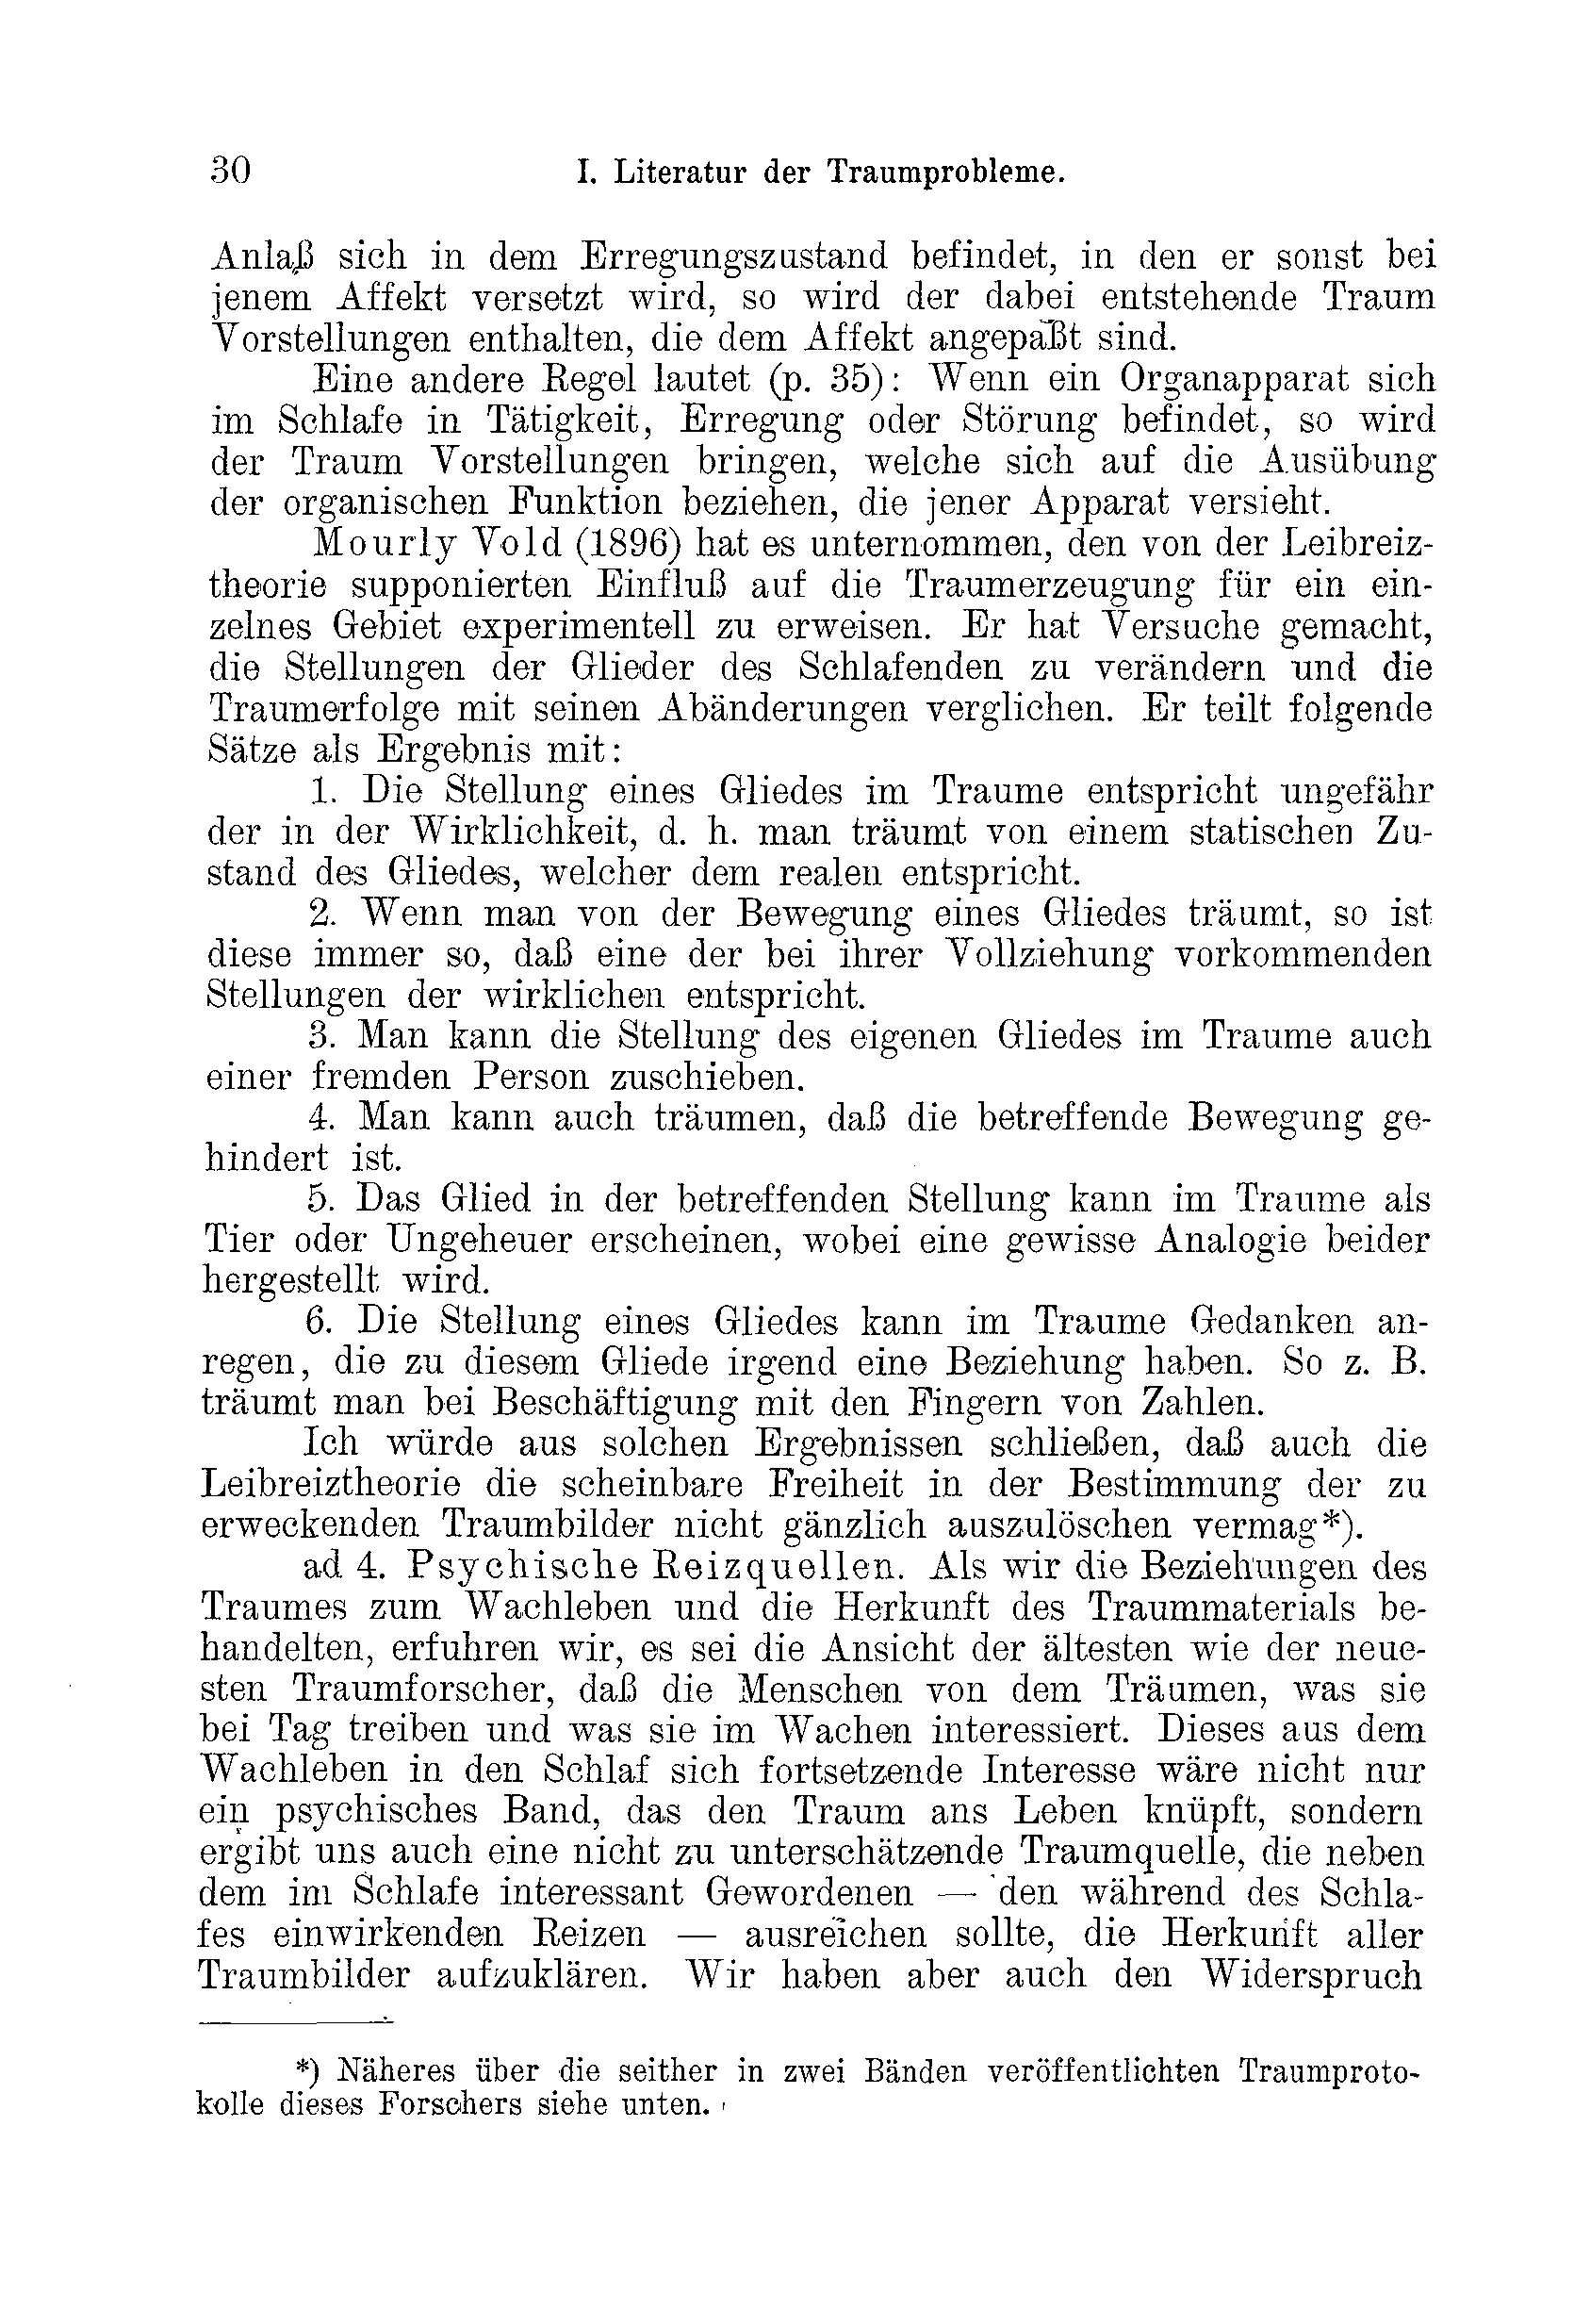 30 I. Literatur der Traumprobleme.
Anlaß sich in dem Erregungszustand befindet, in den er sonst bei
jenem Affekt versetzt wird, so wird der dabei entstehende Traum
Vorstellungen enthalten, die dem Affekt angepaßt sind.
Eine andere Regel lautet (p. 35): Wenn ein Organapparat sich
im Schlafe in Tätigkeit, Erregung oder Störung befindet, so wird
der Traum Vorstellungen bringen, welche sich auf die Ausübung
der organischen Funktion beziehen, die jener Apparat versieht.
Mourly Vold (1896) hat es unternommen, den von der Leibreiz-
theorie supponierten Einfluß auf die Traumerzeugung für ein ein-
zelnes Gebiet experimentell zu erweisen. Er hat Versuche gemacht,
die Stellungen der Glieder des Schlafenden zu verändern und die
Traumerfolge mit seinen Abänderungen verglichen. Er teilt folgende
Sätze als Ergebnis mit:
1. Die Stellung eines Gliedes im Traume entspricht ungefähr
der in der Wirklichkeit, d. h. man träumt von einem statischen Zu-
stand des Gliedes, welcher dem realen entspricht.
2. Wenn man von der Bewegung eines Gliedes träumt, so ist
diese immer so, daß eine der bei ihrer Vollziehung vorkommenden
Stellungen der wirklichen entspricht.
3. Man kann die Stellung des eigenen Gliedes im Traume auch
einer fremden Person zuschieben.
4. Man kann auch träumen, daß die betreffende Bewegung ge-
hindert ist.
5. Das Glied in der betreffenden Stellung kann im Traume als
Tier oder Ungeheuer erscheinen, wobei eine gewisse Analogie beider
hergestellt wird.
6. Die Stellung eines Gliedes kann im Traume Gedanken an-
regen, die zu diesem Gliede irgend eine Beziehung haben. So z. B.
träumt man bei Beschäftigung mit den Fingern von Zahlen.
Ich würde aus solchen Ergebnissen schließen, daß auch die
Leibreiztheorie die scheinbare Freiheit in der Bestimmung der zu
erweckenden Traumbilder nicht gänzlich auszulöschen vermag*).
ad 4. Psychische Reizquellen. Als wir die Beziehungen des
Traumes zum Wachleben und die Herkunft des Traummaterials be-
handelten, erfuhren wir, es sei die Ansicht der ältesten wie der neue-
sten Traumforscher, daß die Menschen von dem Träumen, was sie
bei Tag treiben und was sie im Wachen interessiert. Dieses aus dem
Wachleben in den Schlaf sich fortsetzende Interesse wäre nicht nur
ein psychisches Band, das den Traum ans Leben knüpft, sondern
ergibt uns auch eine nicht zu unterschätzende Traumquelle, die neben
dem im Schlafe interessant Gewordenen — den während des Schla-
fes einwirkenden Reizen — ausreichen sollte, die Herkunft aller
Traumbilder aufzuklären. Wir haben aber auch den Widerspruch
*) Näheres über die seither in zwei Bänden veröffentlichten Traumproto-
kolle dieses Forschers siehe unten.